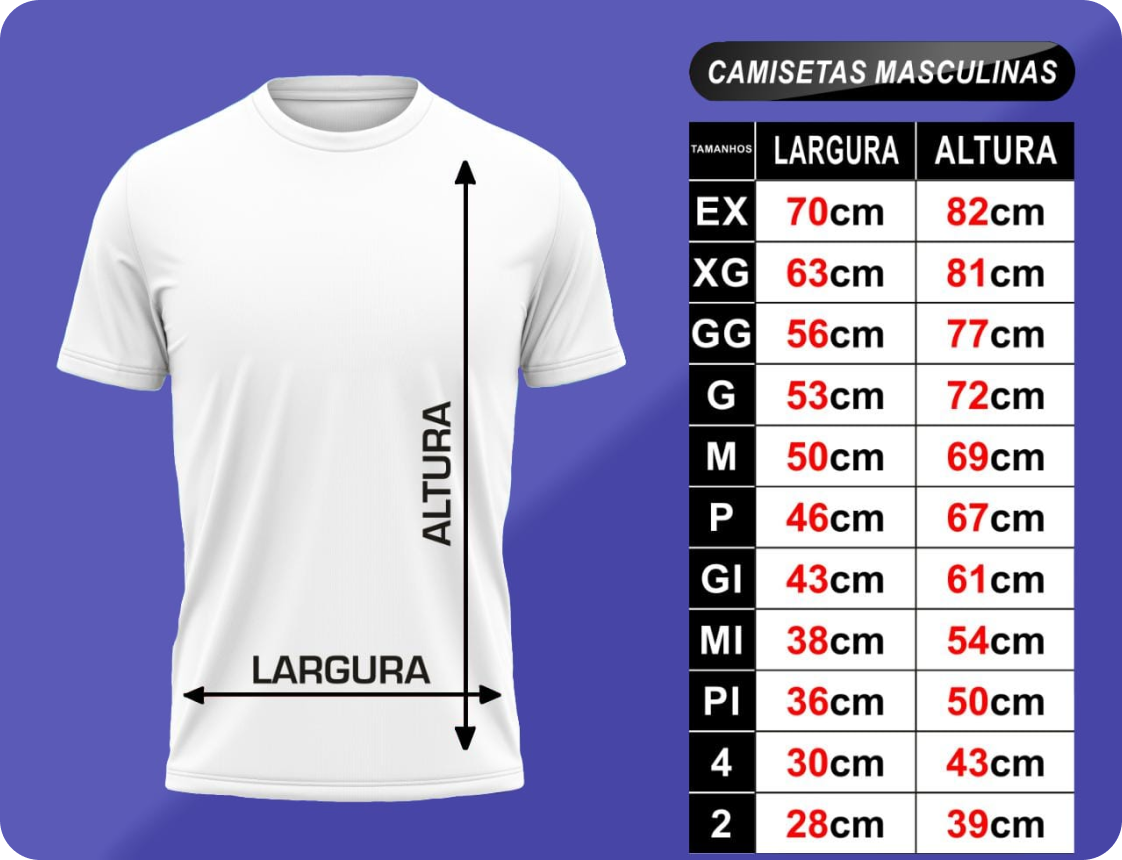 CAMISETAS MASCULINAS
TAMANHOS LARGURA ALTURA
EX 70cm 82cm
XG 63cm 81cm
GG 56cm 77cm
G 53cm 72cm
M 50cm 69cm
P 46cm 67cm
GI 43cm 61cm
MI 38cm 54cm
PI 36cm 50cm
4 30cm 43cm
2 28cm 39cm
ALTURA
LARGURA